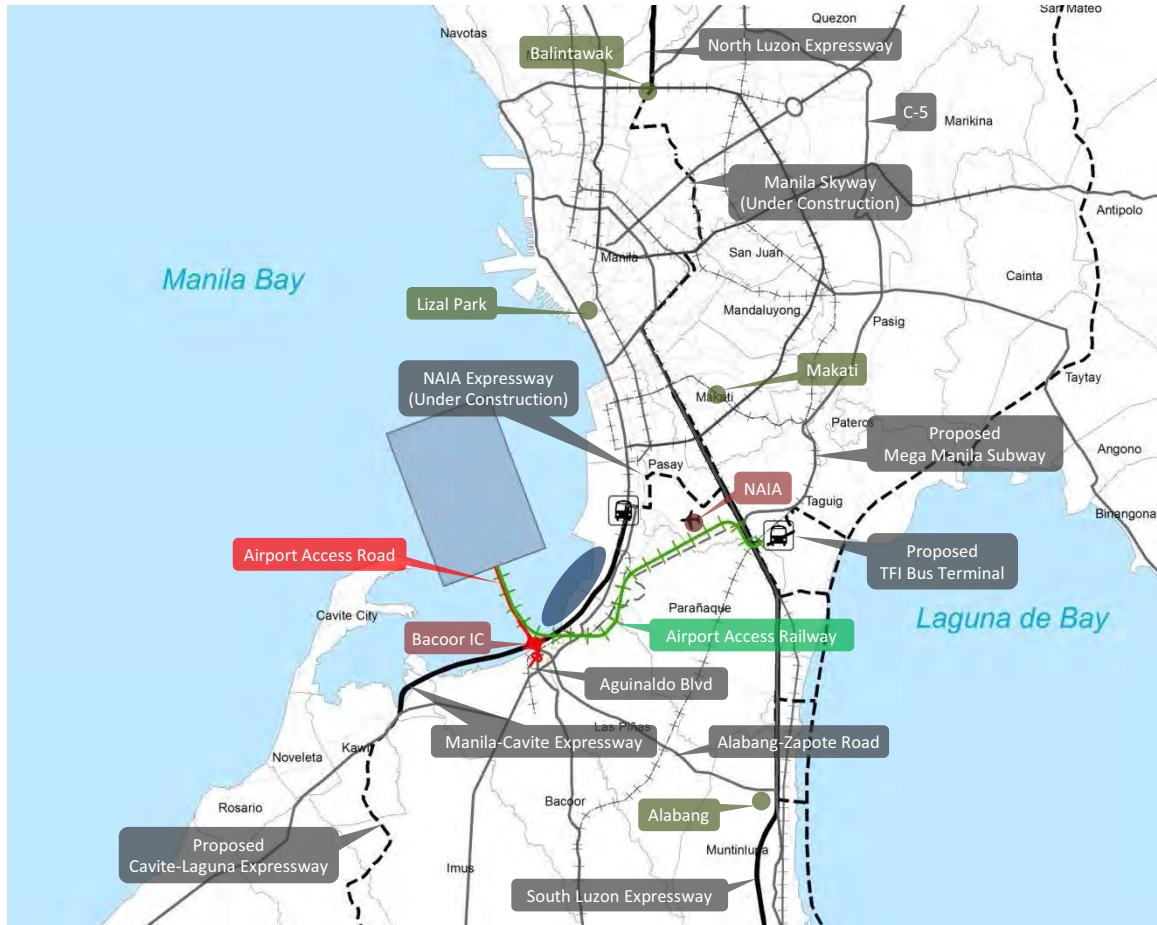 San Mateo
Quezon
Navotas
North Luzon Expressway
Balintawak
C-5
Marikina
Manila Skyway
(Under Construction)
Antipolo
San Juan
Manila
Manila Bay
Cainta
Lizal Park
Mandaluyong
Pasig
NAIA Expressway
(Under Construction)
Makati
Taytay
Makati
Pateros
Proposed
Mega Manila Subway
Angono
Pasay
NAIA
Taguig
Binangona
Airport Access Road
Proposed
TFI Bus Terminal
Cavite City
Parañaque
Laguna de Bay
Bacoor IC
Airport Access Railway
Aguinaldo Blvd
Las Piñas
Manila-Cavite Expressway
Alabang-Zapote Road
Kawit
Noveleta
Rosario
Bacoor
Alabang
Proposed
Cavite-Laguna Expressway
Muntinlupa
Imus
South Luzon Expressway